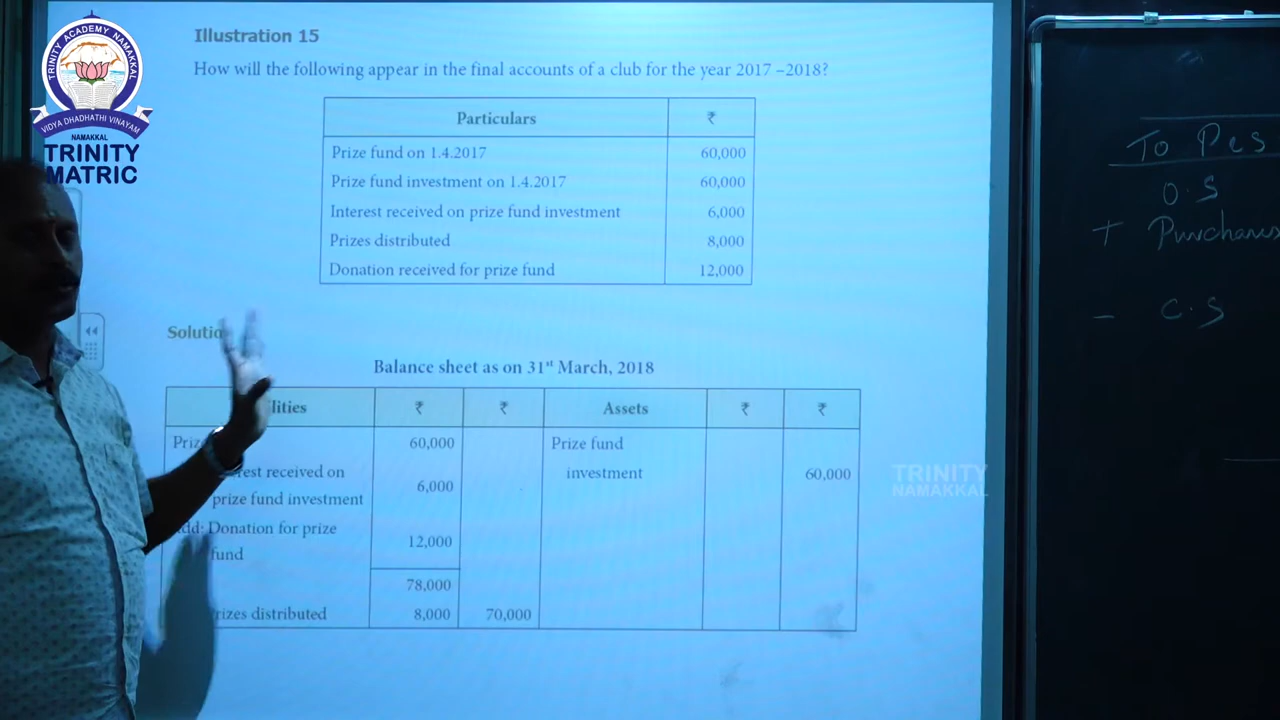 TRINITY ACADEMY NAMAKKAL
VIDYA DHADHATHI VINAYAM
NAMAKKAL
TRINITY
MATRIC
Illustration 15
How will the following appear in the final accounts of a club for the year 2017 –2018?
Particulars ₹
Prize fund on 1.4.2017 60,000
Prize fund investment on 1.4.2017 60,000
Interest received on prize fund investment 6,000
Prizes distributed 8,000
Donation received for prize fund 12,000
Solutio
Balance sheet as on 31st March, 2018
lities ₹ ₹ Assets ₹ ₹
Priz 60,000 Prize fund
rest received on investment 60,000
prize fund investment 6,000
dd: Donation for prize
fund 12,000
78,000
rizes distributed 8,000 70,000
TRINITY
NAMAKKAL
To Pes
O.S
+ Purchases
– C.S